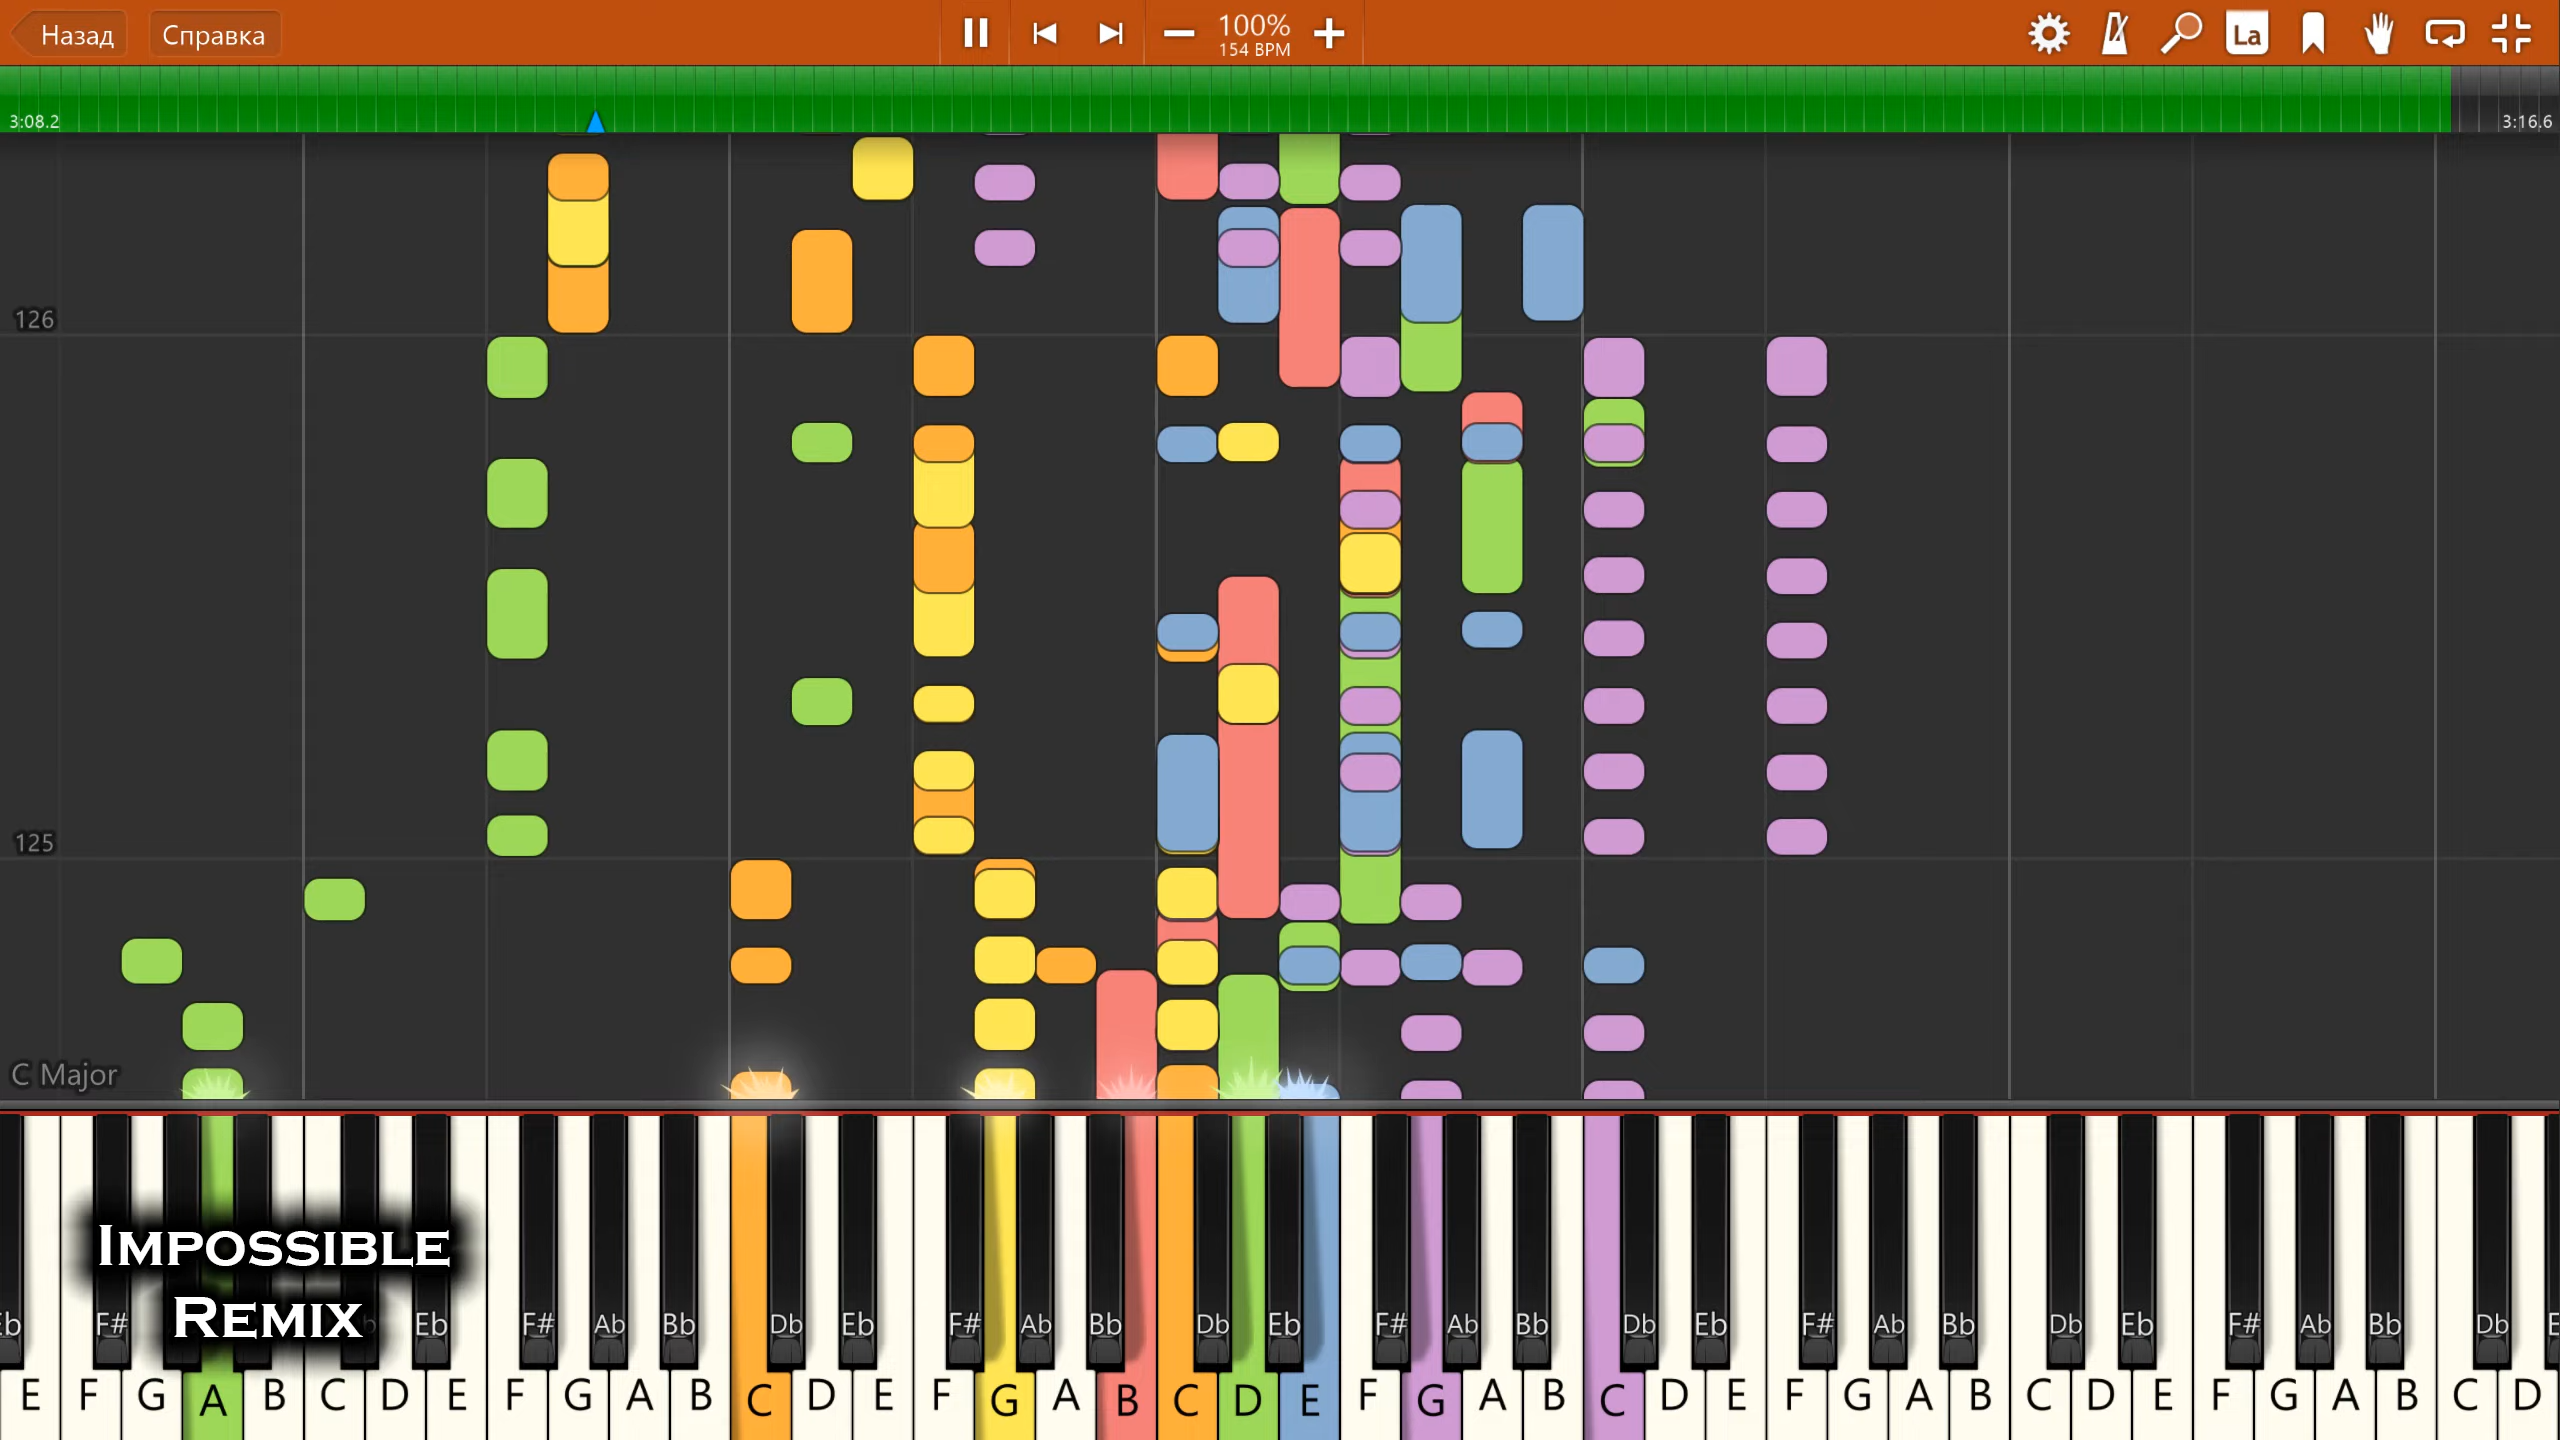 Назад Справка 100% La
154 BPM
3:08.2 3:16.6
126
125
C Major
Impossible
Remix
Eb F# Eb F# Ab Bb Db Eb F# Ab Bb Db Eb F# Ab Bb Db Eb F# Ab Bb Db Eb F# Ab Bb Db E
E F G A B C D E F G A B C D E F G A B C D E F G A B C D E F G A B C D E F G A B C D